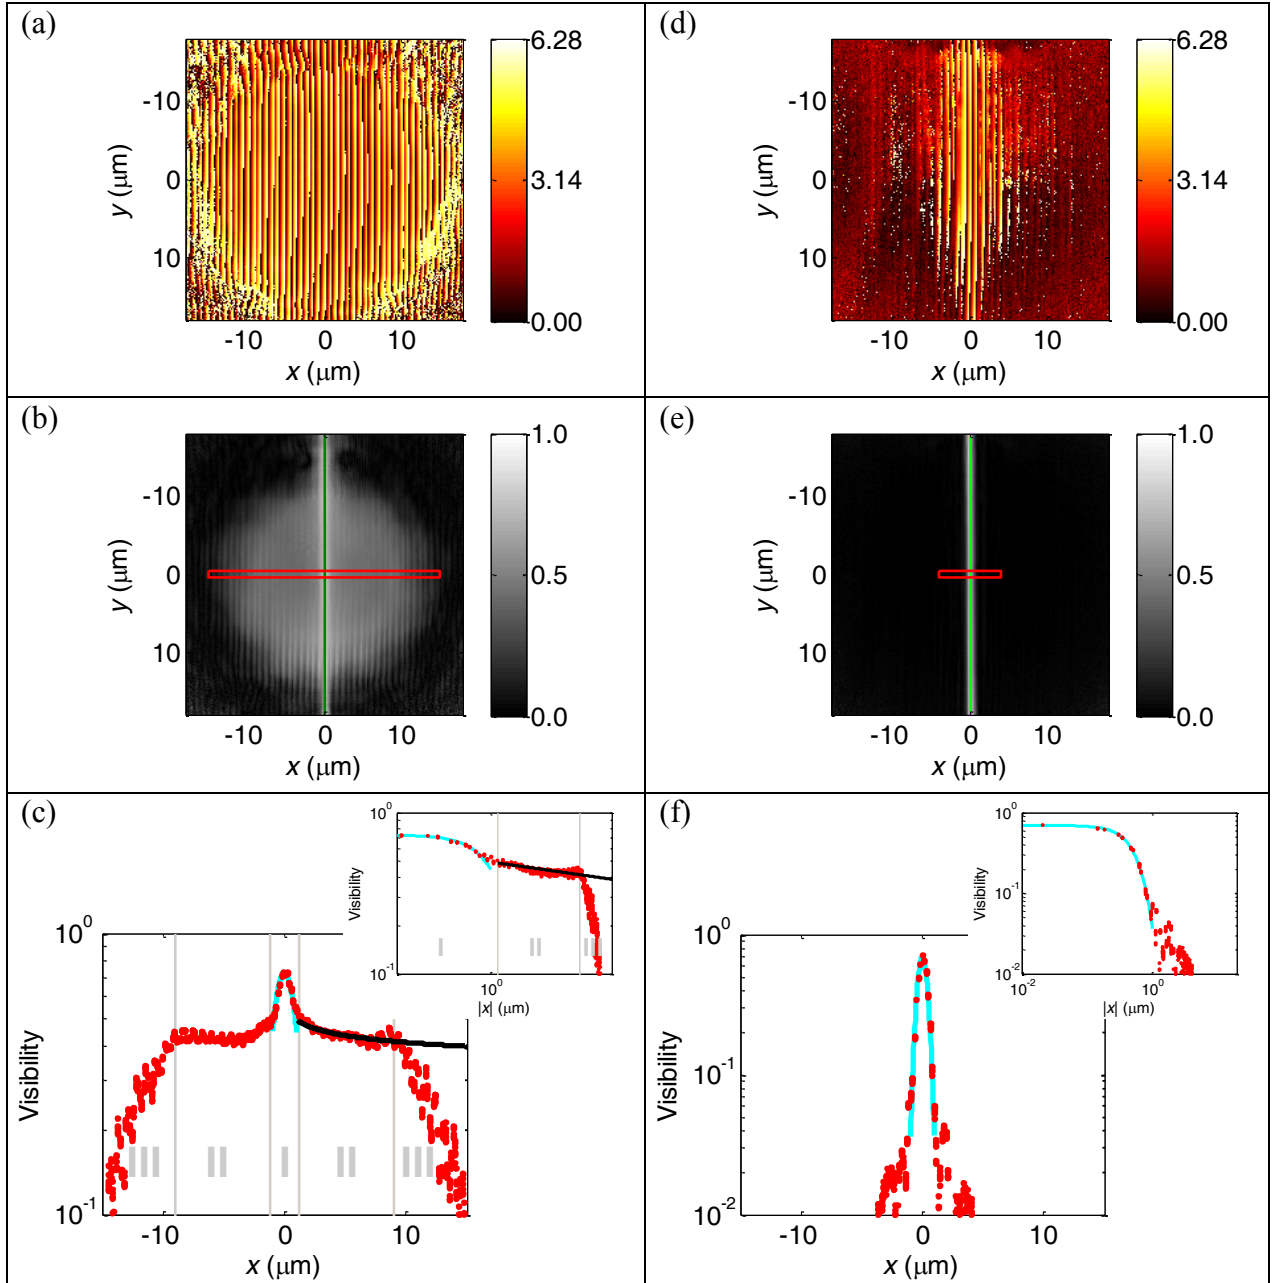 (a)
6.28
3.14
0.00
-10
0
10
y (μm)
-10 0 10
x (μm)
(d)
6.28
3.14
0.00
-10
0
10
y (μm)
-10 0 10
x (μm)
(b)
1.0
0.5
0.0
-10
0
10
y (μm)
-10 0 10
x (μm)
(e)
1.0
0.5
0.0
-10
0
10
y (μm)
-10 0 10
x (μm)
(c)
10^0
10^-1
Visibility
I II III
10^0
|x| (μm)
10^0
10^-1
Visibility
III II I II III
-10 0 10
x (μm)
(f)
10^0
10^-1
10^-2
Visibility
10^-2 10^0
|x| (μm)
10^0
10^-1
10^-2
Visibility
-10 0 10
x (μm)